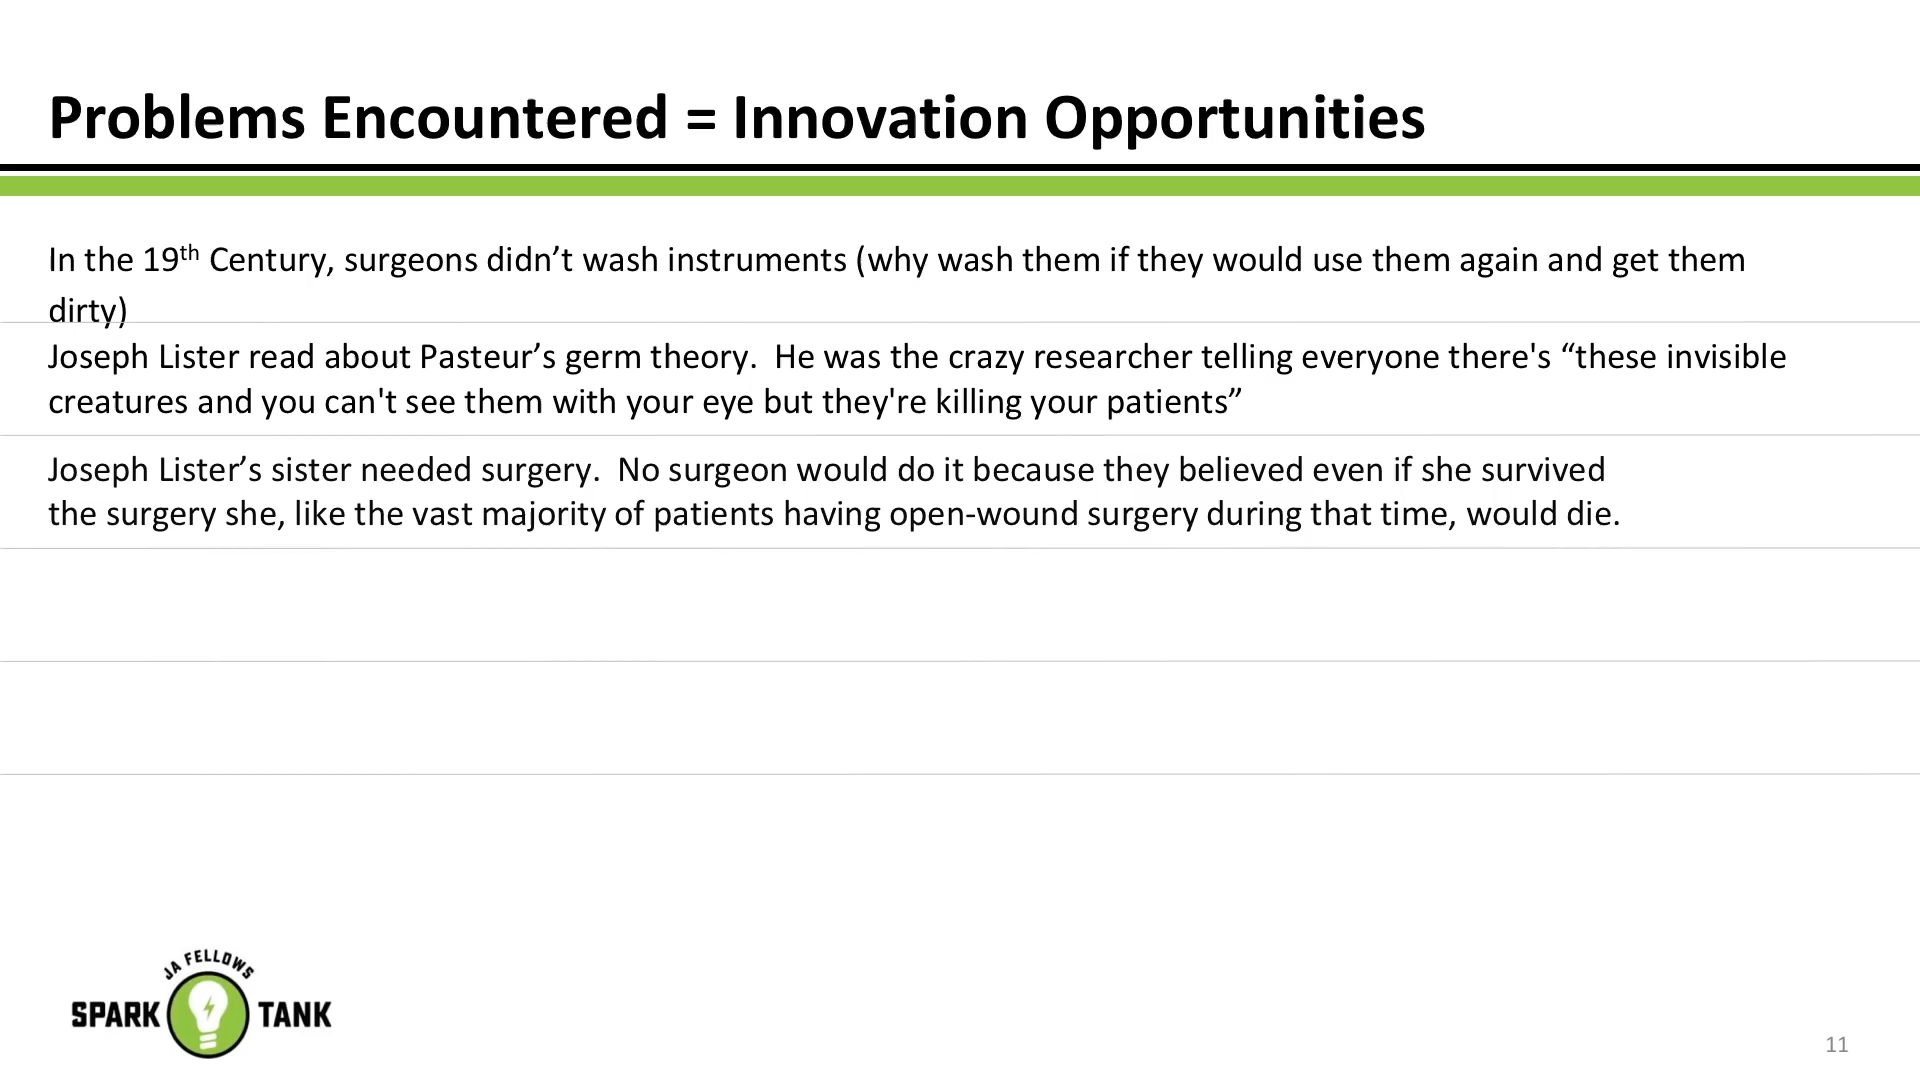 Problems Encountered = Innovation Opportunities
In the 19th Century, surgeons didn’t wash instruments (why wash them if they would use them again and get them
dirty)
Joseph Lister read about Pasteur’s germ theory.  He was the crazy researcher telling everyone there's “these invisible
creatures and you can't see them with your eye but they're killing your patients”
Joseph Lister’s sister needed surgery.  No surgeon would do it because they believed even if she survived
the surgery she, like the vast majority of patients having open-wound surgery during that time, would die.
JA FELLOWS
SPARK TANK
11